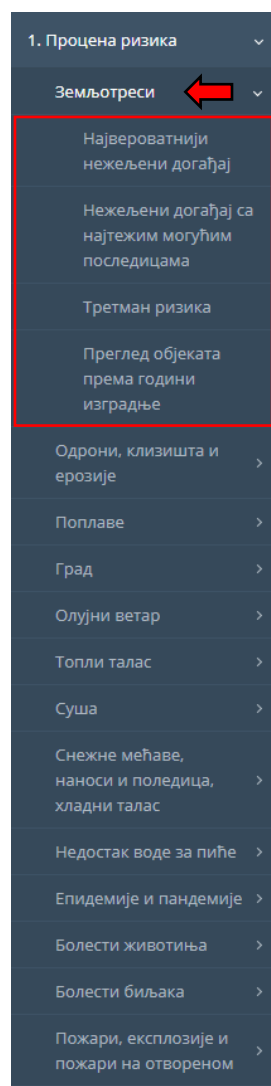 1. Процена ризика
Земљотреси
Највероватнији
нежељени догађај
Нежељени догађај са
најтежим могућим
последицама
Третман ризика
Преглед објеката
према години
изградње
Одрони, клизишта и
ерозије
Поплаве
Град
Олујни ветар
Топли талас
Суша
Снежне мећаве,
наноси и поледица,
хладни талас
Недостак воде за пиће
Епидемије и пандемије
Болести животиња
Болести биљака
Пожари, експлозије и
пожари на отвореном